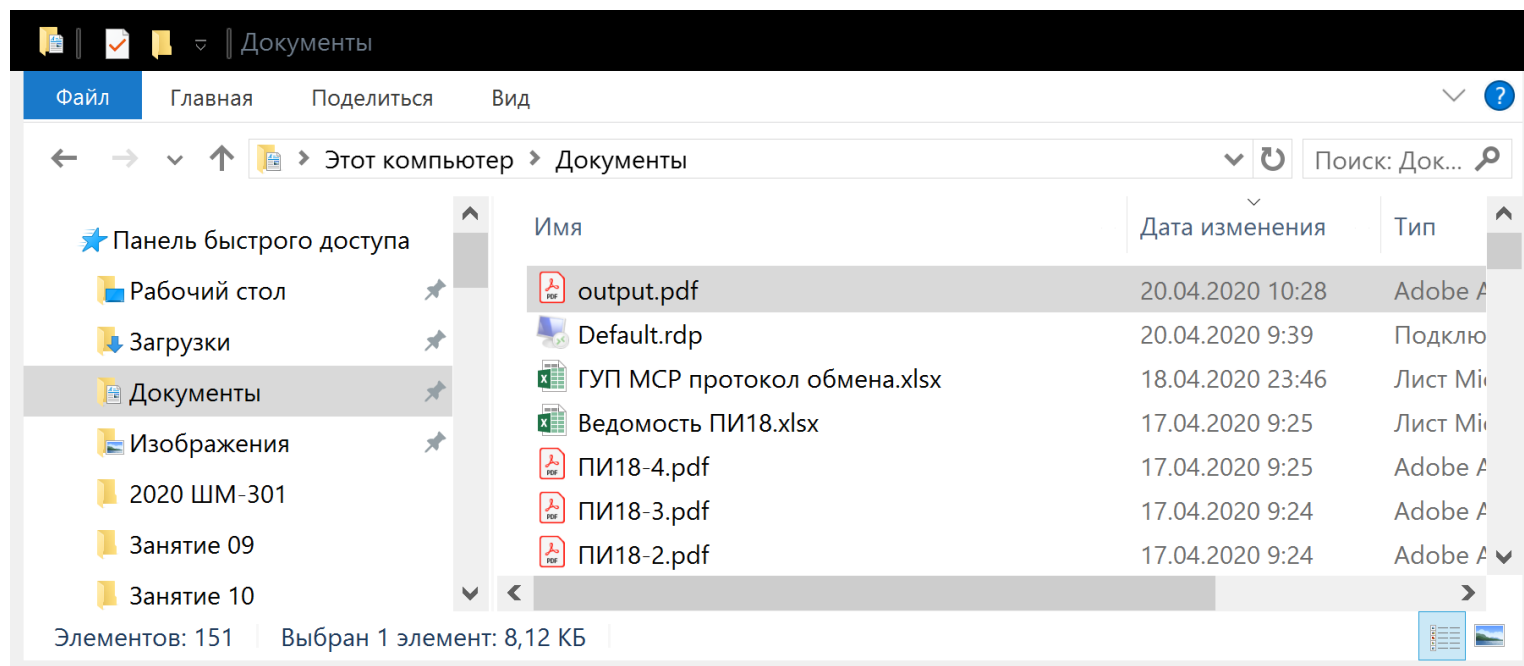 Документы
Файл Главная Поделиться Вид ?
Этот компьютер Документы Поиск: Док...
Панель быстрого доступа
Рабочий стол
Загрузки
Документы
Изображения
2020 ШМ-301
Занятие 09
Занятие 10
Имя Дата изменения Тип
output.pdf 20.04.2020 10:28 Adobe A
Default.rdp 20.04.2020 9:39 Подклю
ГУП МСР протокол обмена.xlsx 18.04.2020 23:46 Лист Mi
Ведомость ПИ18.xlsx 17.04.2020 9:25 Лист Mi
ПИ18-4.pdf 17.04.2020 9:25 Adobe A
ПИ18-3.pdf 17.04.2020 9:24 Adobe A
ПИ18-2.pdf 17.04.2020 9:24 Adobe A
Элементов: 151 Выбран 1 элемент: 8,12 КБ